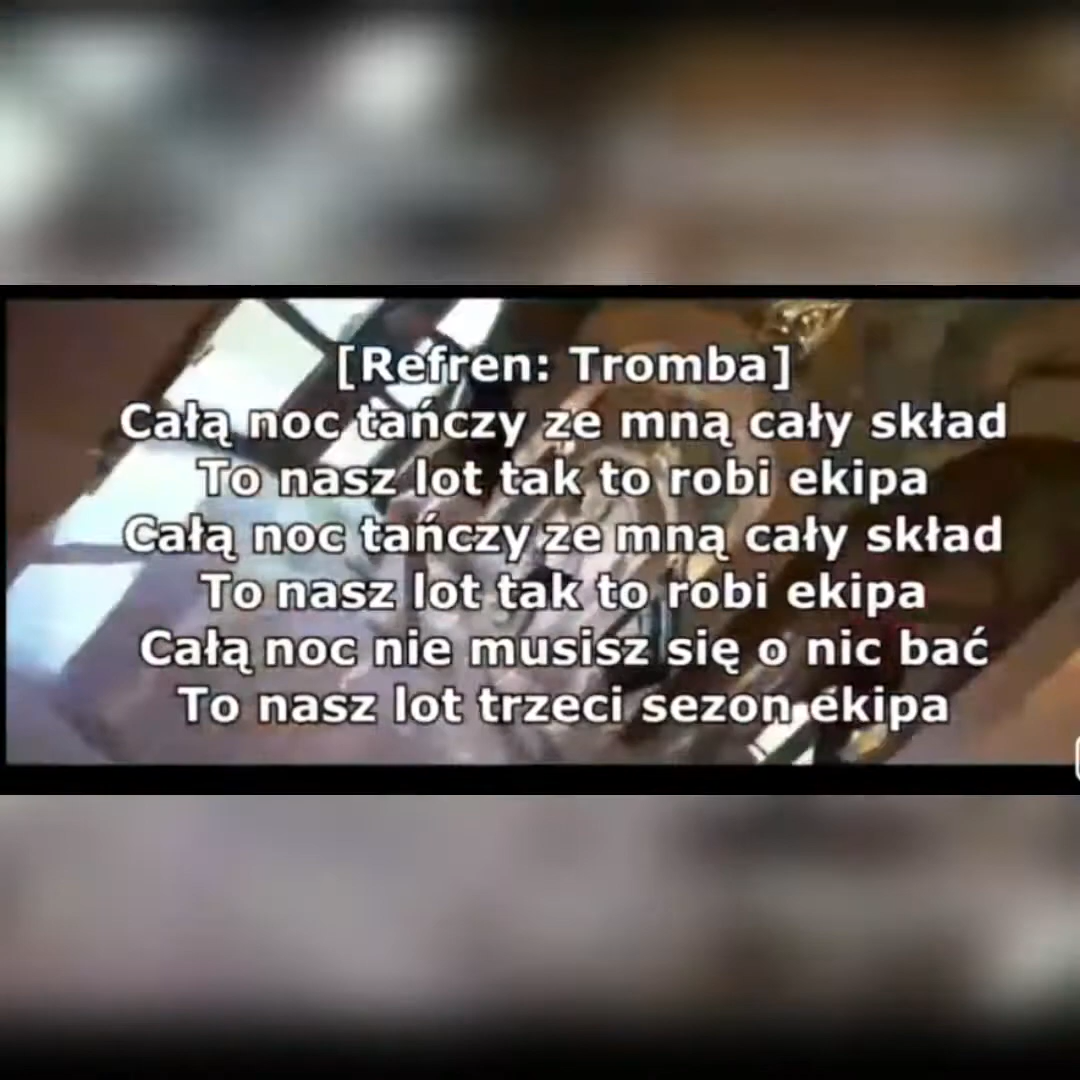 [Refren: Tromba]
Całą noc tańczy ze mną cały skład
To nasz lot tak to robi ekipa
Całą noc tańczy ze mną cały skład
To nasz lot tak to robi ekipa
Całą noc nie musisz się o nic bać
To nasz lot trzeci sezon ekipa